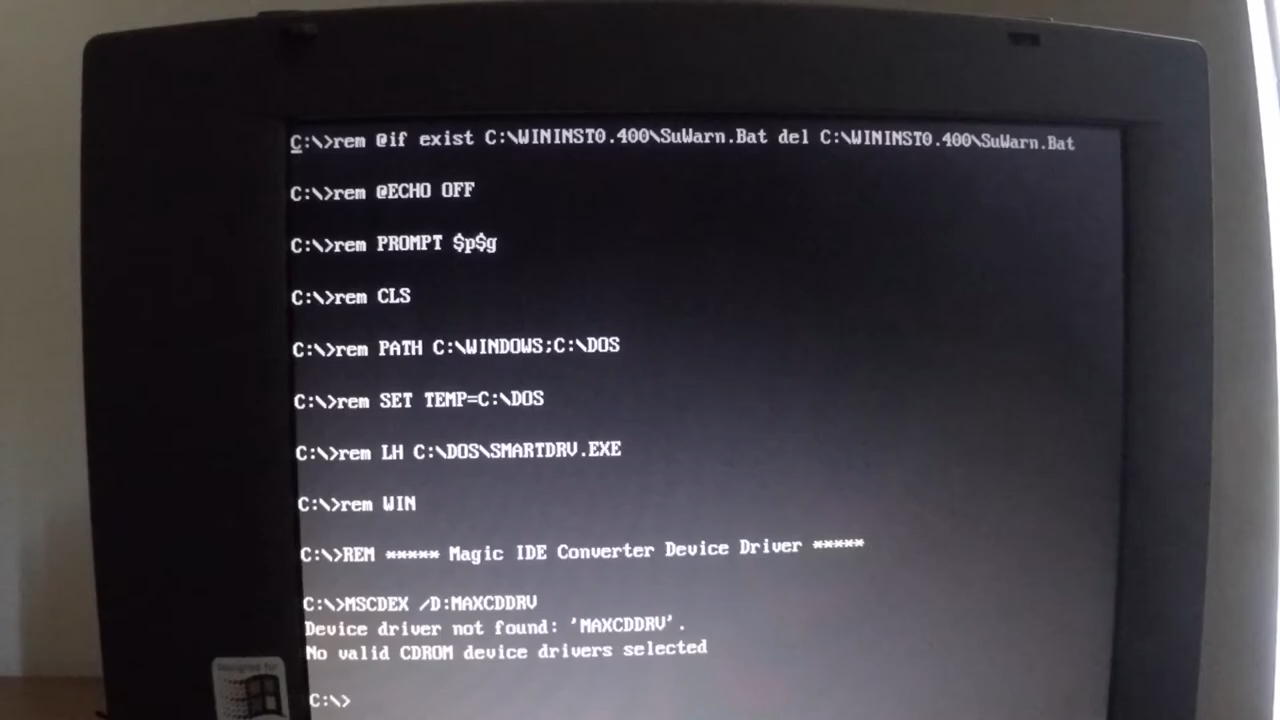 C:\>rem @if exist C:\WININST0.400\SuWarn.Bat del C:\WININST0.400\SuWarn.Bat
C:\>rem @ECHO OFF
C:\>rem PROMPT $p$g
C:\>rem CLS
C:\>rem PATH C:\WINDOWS;C:\DOS
C:\>rem SET TEMP=C:\DOS
C:\>rem LH C:\DOS\SMARTDRV.EXE
C:\>rem WIN
C:\>REM ***** Magic IDE Converter Device Driver *****
C:\>MSCDEX /D:MAXCDDRV
Device driver not found: 'MAXCDDRV'.
No valid CDROM device drivers selected
C:\>
Designed for